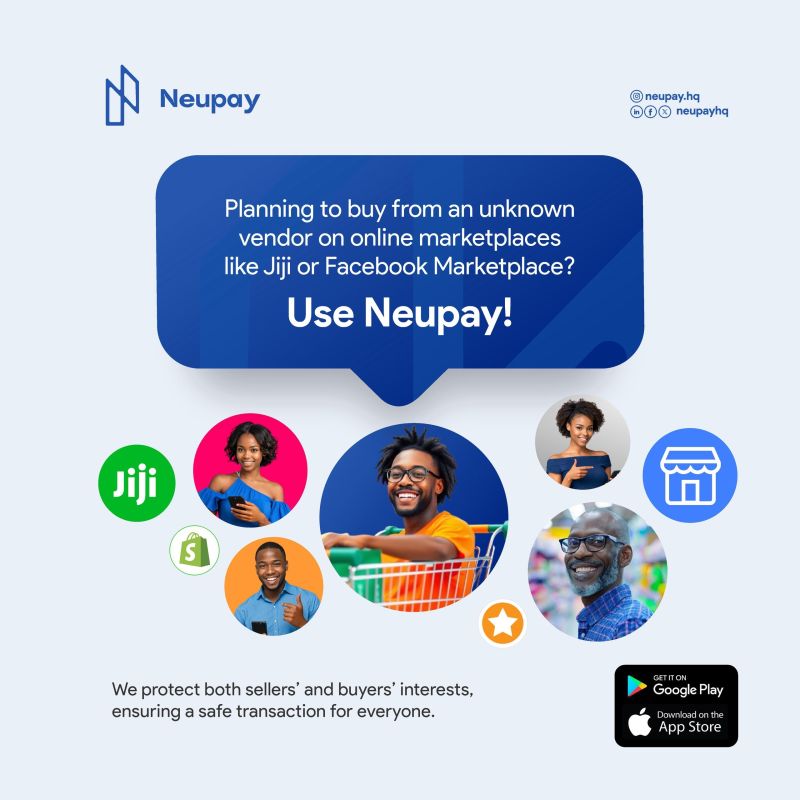 Neupay
neupay.hq
neupayhq
Planning to buy from an unknown
vendor on online marketplaces
like Jiji or Facebook Marketplace?
Use Neupay!
Jiji
S
We protect both sellers' and buyers' interests,
ensuring a safe transaction for everyone.
GET IT ON
Google Play
Download on the
App Store